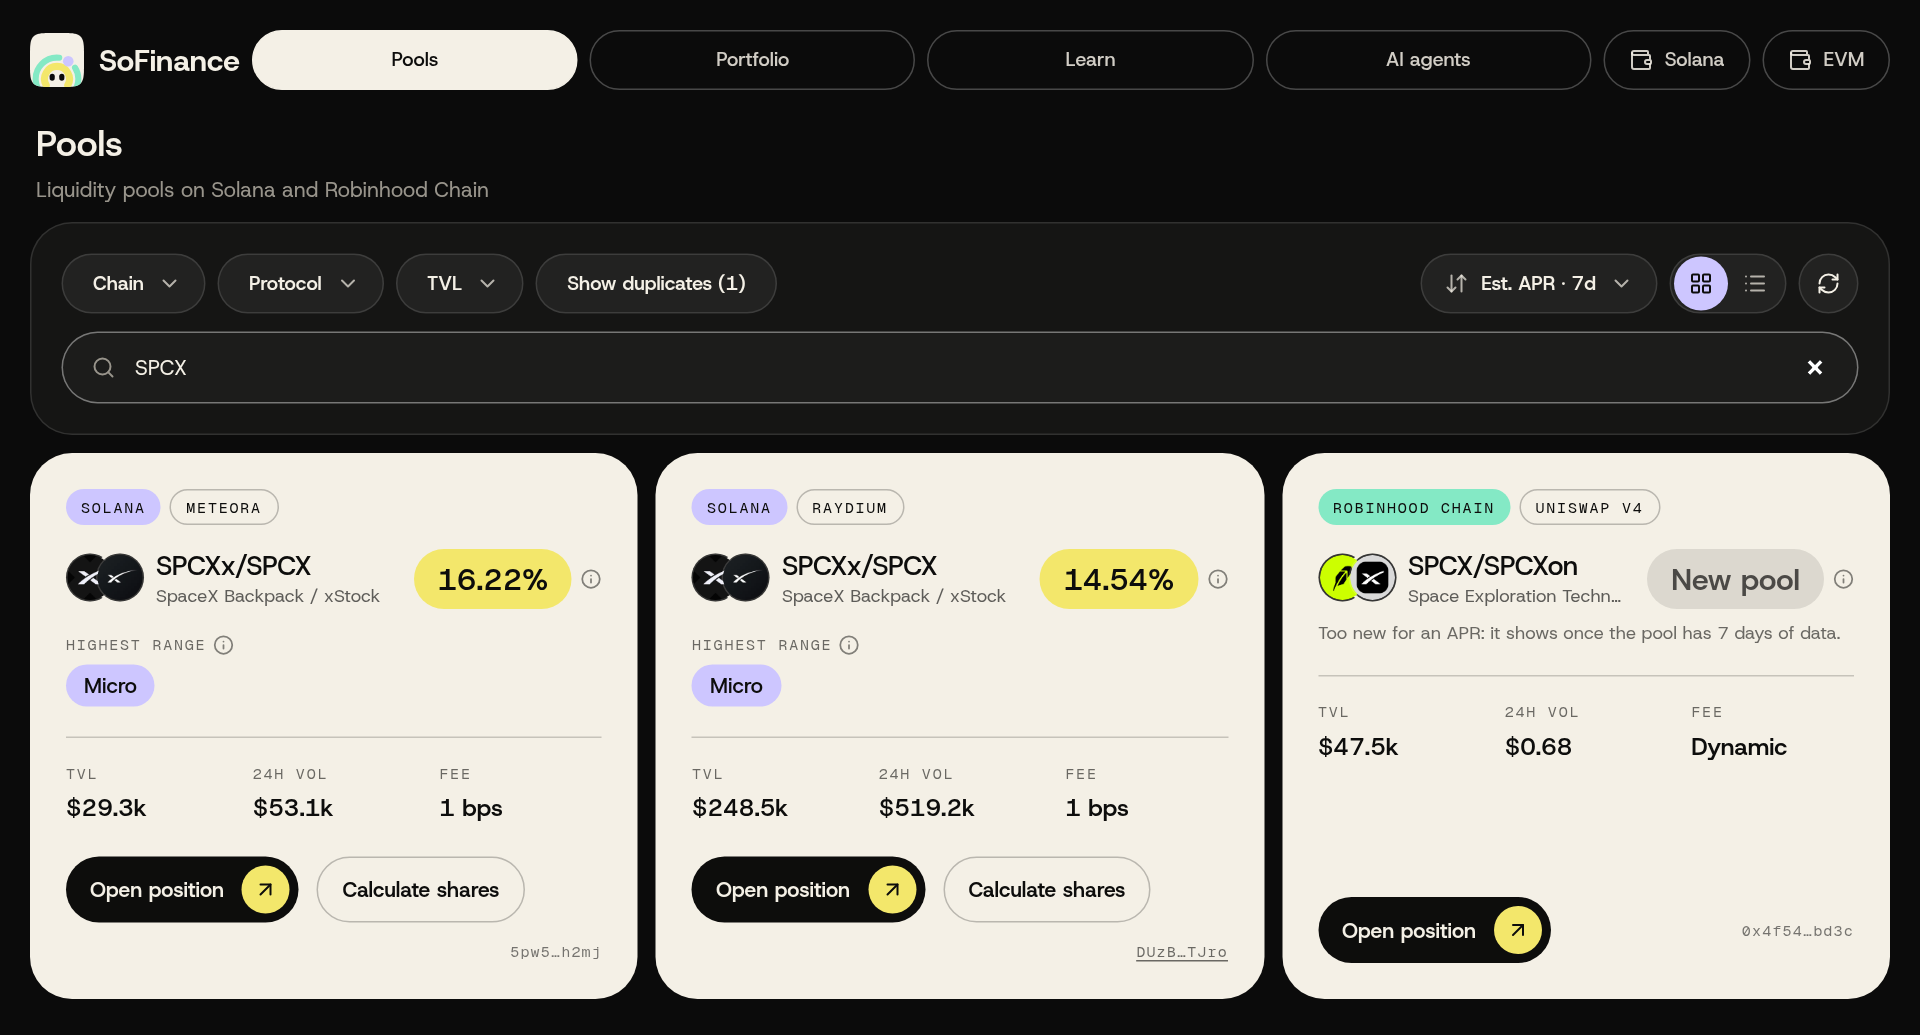 SoFinance
Pools
Portfolio
Learn
AI agents
Solana
EVM
Pools
Liquidity pools on Solana and Robinhood Chain
Chain
Protocol
TVL
Show duplicates (1)
Est. APR · 7d
SPCX
SOLANA
METEORA
SPCXx/SPCX
SpaceX Backpack / xStock
16.22%
HIGHEST RANGE
Micro
TVL
24H VOL
FEE
$29.3k
$53.1k
1 bps
Open position
Calculate shares
5pw5…h2mj
SOLANA
RAYDIUM
SPCXx/SPCX
SpaceX Backpack / xStock
14.54%
HIGHEST RANGE
Micro
TVL
24H VOL
FEE
$248.5k
$519.2k
1 bps
Open position
Calculate shares
DUzB…TJro
ROBINHOOD CHAIN
UNISWAP V4
SPCX/SPCXon
Space Exploration Techn…
New pool
Too new for an APR: it shows once the pool has 7 days of data.
TVL
24H VOL
FEE
$47.5k
$0.68
Dynamic
Open position
0x4f54…bd3c